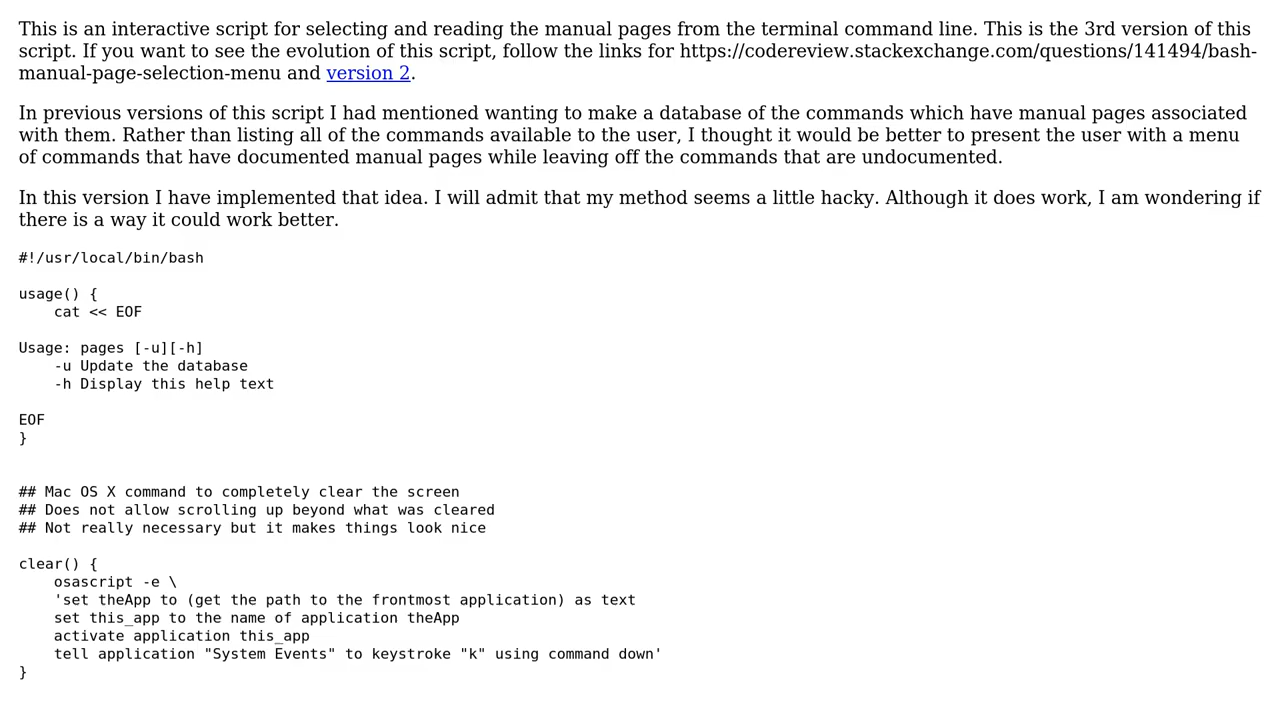 This is an interactive script for selecting and reading the manual pages from the terminal command line. This is the 3rd version of this
script. If you want to see the evolution of this script, follow the links for https://codereview.stackexchange.com/questions/141494/bash-
manual-page-selection-menu and version 2.
In previous versions of this script I had mentioned wanting to make a database of the commands which have manual pages associated
with them. Rather than listing all of the commands available to the user, I thought it would be better to present the user with a menu
of commands that have documented manual pages while leaving off the commands that are undocumented.
In this version I have implemented that idea. I will admit that my method seems a little hacky. Although it does work, I am wondering if
there is a way it could work better.
#!/usr/local/bin/bash
usage() {
    cat << EOF
Usage: pages [-u][-h]
    -u Update the database
    -h Display this help text
EOF
}
## Mac OS X command to completely clear the screen
## Does not allow scrolling up beyond what was cleared
## Not really necessary but it makes things look nice
clear() {
    osascript -e \
    'set theApp to (get the path to the frontmost application) as text
    set this_app to the name of application theApp
    activate application this_app
    tell application "System Events" to keystroke "k" using command down'
}